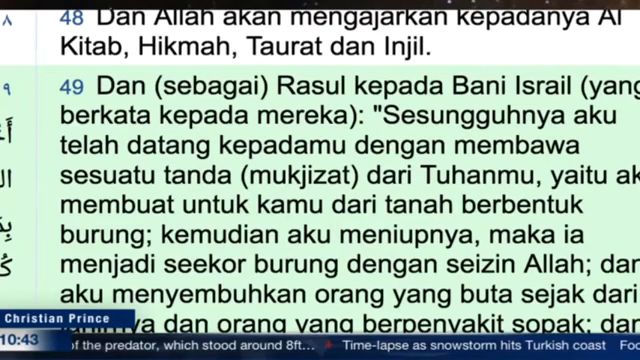 48 Dan Allah akan mengajarkan kepadanya Al
Kitab, Hikmah, Taurat dan Injil.
49 Dan (sebagai) Rasul kepada Bani Israil (yang
berkata kepada mereka): "Sesungguhnya aku
telah datang kepadamu dengan membawa
sesuatu tanda (mukjizat) dari Tuhanmu, yaitu ak
membuat untuk kamu dari tanah berbentuk
burung; kemudian aku meniupnya, maka ia
menjadi seekor burung dengan seizin Allah; dan
aku menyembuhkan orang yang buta sejak dari
dan orang yang berpenyakit sopak; dan
Christian Prince
10:43 of the predator, which stood around 8ft... Time-lapse as snowstorm hits Turkish coast Foo